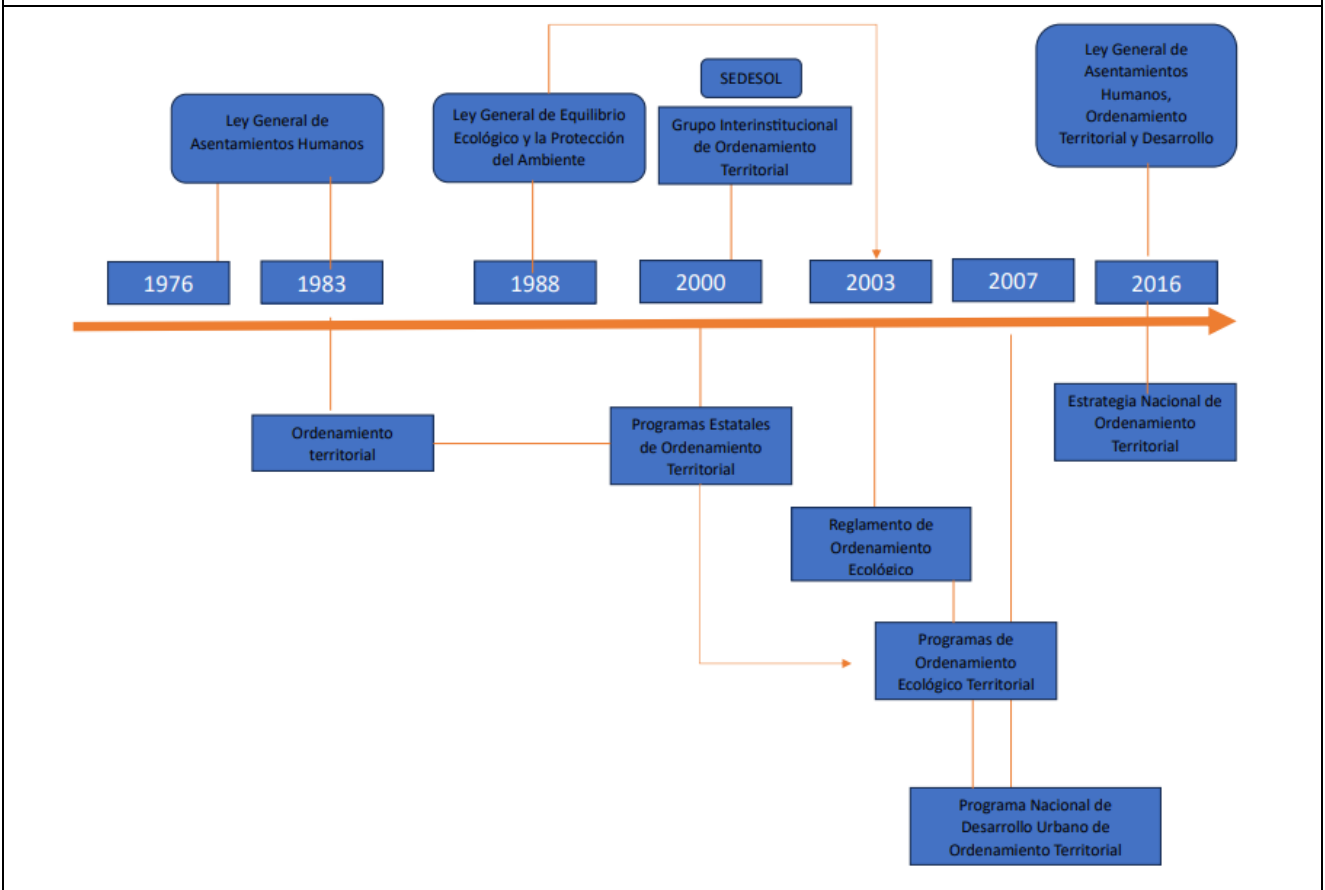 Ley General de
Asentamientos Humanos
Ley General de Equilibrio
Ecológico y la Protección
del Ambiente
SEDESOL
Grupo Interinstitucional
de Ordenamiento
Territorial
Ley General de
Asentamientos
Humanos,
Ordenamiento
Territorial y Desarrollo
1976
1983
1988
2000
2003
2007
2016
Ordenamiento
territorial
Programas Estatales
de Ordenamiento
Territorial
Estrategia Nacional de
Ordenamiento
Territorial
Reglamento de
Ordenamiento
Ecológico
Programas de
Ordenamiento
Ecológico Territorial
Programa Nacional de
Desarrollo Urbano de
Ordenamiento Territorial